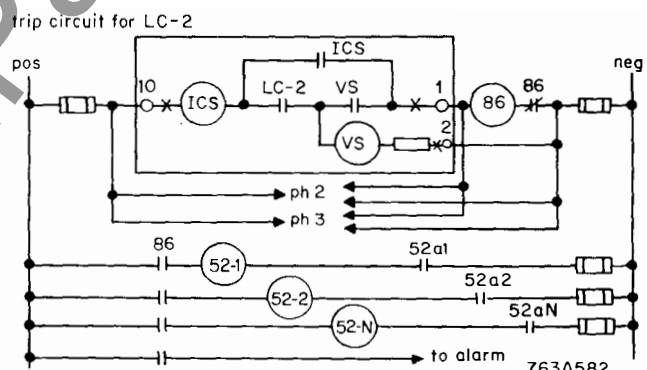 trip circuit for LC-2
pos
neg
ICS
10
ICS
LC-2
VS
1
86
86
VS
2
ph 2
ph 3
86
52-1
52a1
52-2
52a2
52-N
52aN
to alarm
763A582